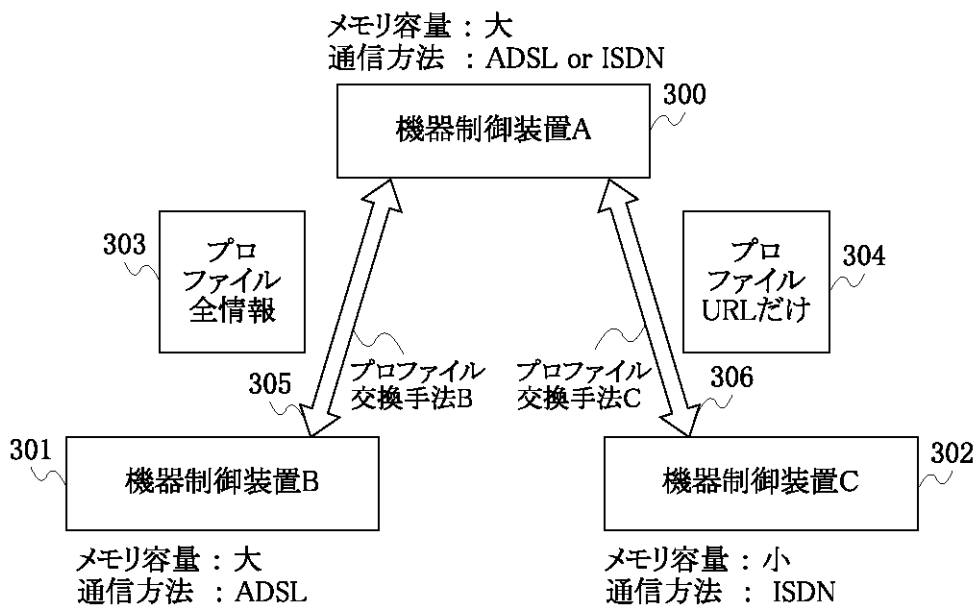 メモリ容量 : 大
通信方法 : ADSL or ISDN
300
機器制御装置A
303
プロ
ファイル
全情報
プロ
ファイル
URLだけ
304
305
プロファイル
交換手法B
プロファイル
交換手法C
306
301
機器制御装置B
機器制御装置C
302
メモリ容量 : 大
通信方法 : ADSL
メモリ容量 : 小
通信方法 : ISDN